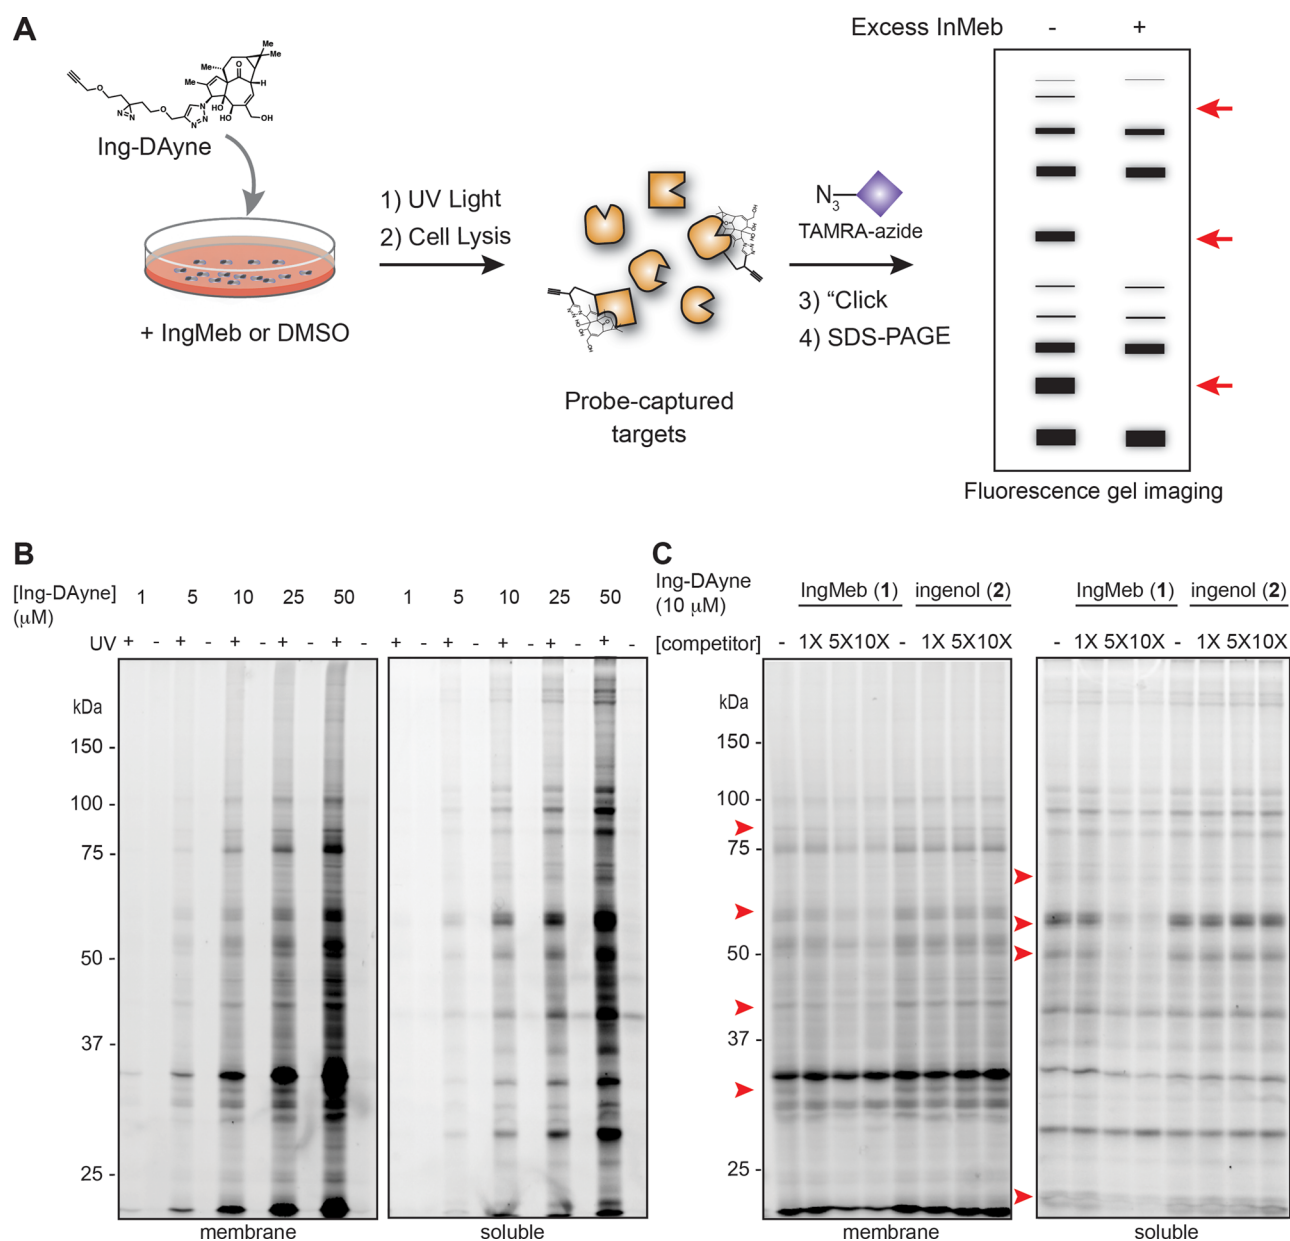 A
Excess InMeb - +
Me
Me
Me
Me
O
H
O
N=N
O
N
N=N
OH
HO
OH
Ing-DAyne
+ IngMeb or DMSO
1) UV Light
2) Cell Lysis
Probe-captured
targets
N3
TAMRA-azide
3) “Click
4) SDS-PAGE
Fluorescence gel imaging
B
[Ing-DAyne]
(μM)
1 5 10 25 50 1 5 10 25 50
UV + - + - + - + - + - + - + - + - + - + -
kDa
150 -
100 -
75 -
50 -
37 -
25 -
membrane soluble
C
Ing-DAyne
(10 μM)
IngMeb (1) ingenol (2) IngMeb (1) ingenol (2)
[competitor] - 1X 5X10X - 1X 5X10X - 1X 5X10X - 1X 5X10X
kDa
150 -
100 -
75 -
50 -
37 -
25 -
membrane soluble